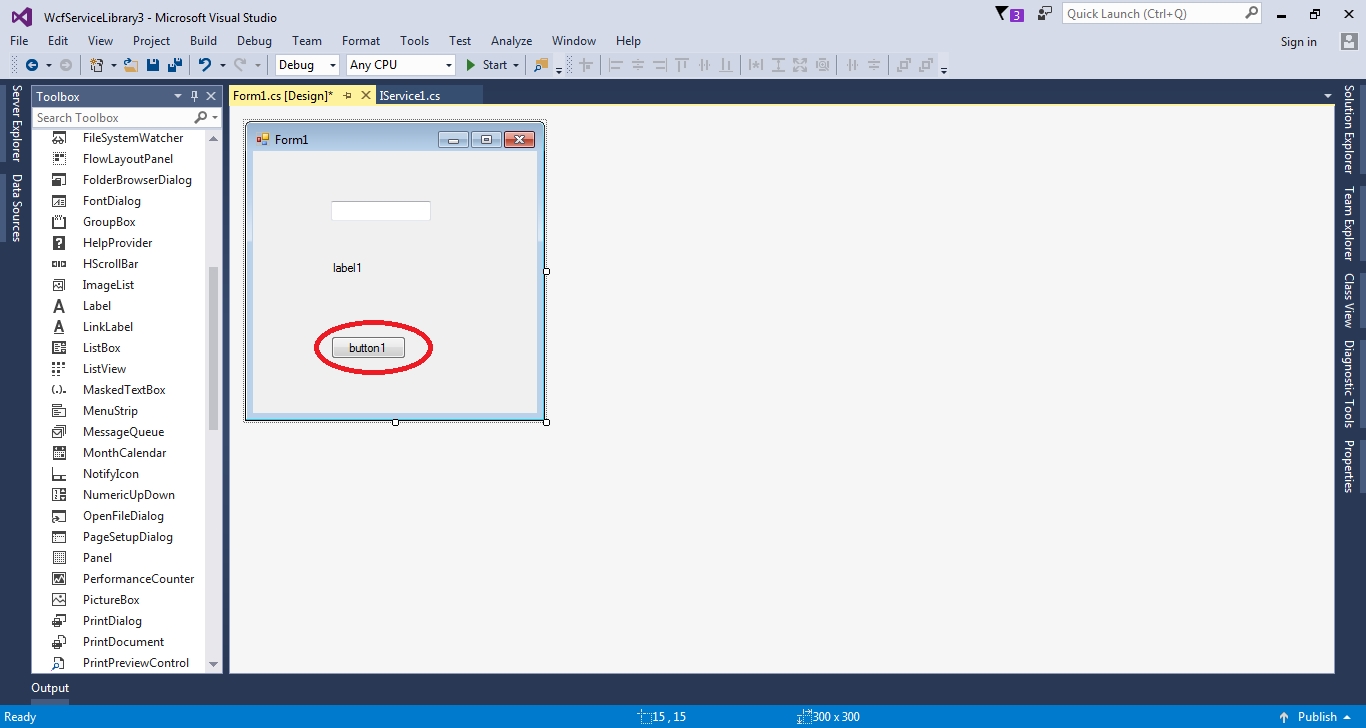 WcfServiceLibrary3 - Microsoft Visual Studio
3
Quick Launch (Ctrl+Q)
File Edit View Project Build Debug Team Format Tools Test Analyze Window Help
Sign in
Debug Any CPU Start
Server Explorer
Data Sources
Toolbox
Search Toolbox
FileSystemWatcher
FlowLayoutPanel
FolderBrowserDialog
FontDialog
GroupBox
HelpProvider
HScrollBar
ImageList
Label
LinkLabel
ListBox
ListView
MaskedTextBox
MenuStrip
MessageQueue
MonthCalendar
NotifyIcon
NumericUpDown
OpenFileDialog
PageSetupDialog
Panel
PerformanceCounter
PictureBox
PrintDialog
PrintDocument
PrintPreviewControl
Form1.cs [Design]* IService1.cs
Form1
label1
button1
Solution Explorer
Team Explorer
Class View
Diagnostic Tools
Properties
Output
Ready 15 , 15 300 x 300 Publish